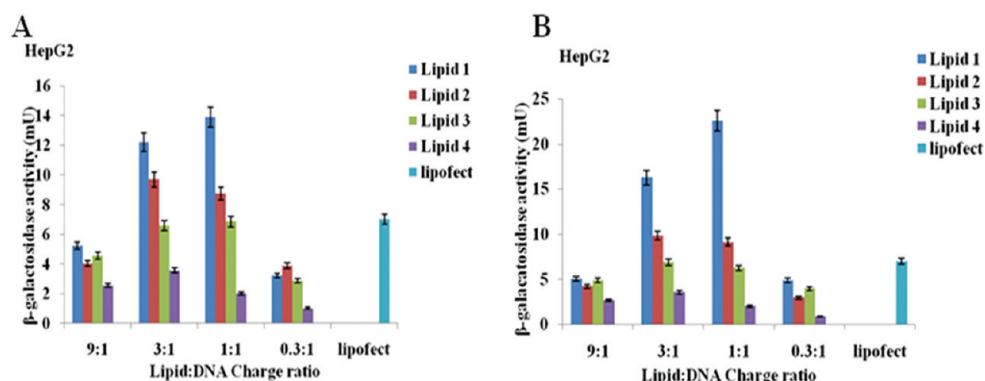 A
HepG2
β-galactosidase activity (mU)
16
14
12
10
8
6
4
2
0
9:1
3:1
1:1
0.3:1
lipofect
Lipid:DNA Charge ratio
Lipid 1
Lipid 2
Lipid 3
Lipid 4
lipofect
B
HepG2
β-galacatosidase activity (mU)
25
20
15
10
5
0
9:1
3:1
1:1
0.3:1
lipofect
Lipid:DNA Charge ratio
Lipid 1
Lipid 2
Lipid 3
Lipid 4
lipofect